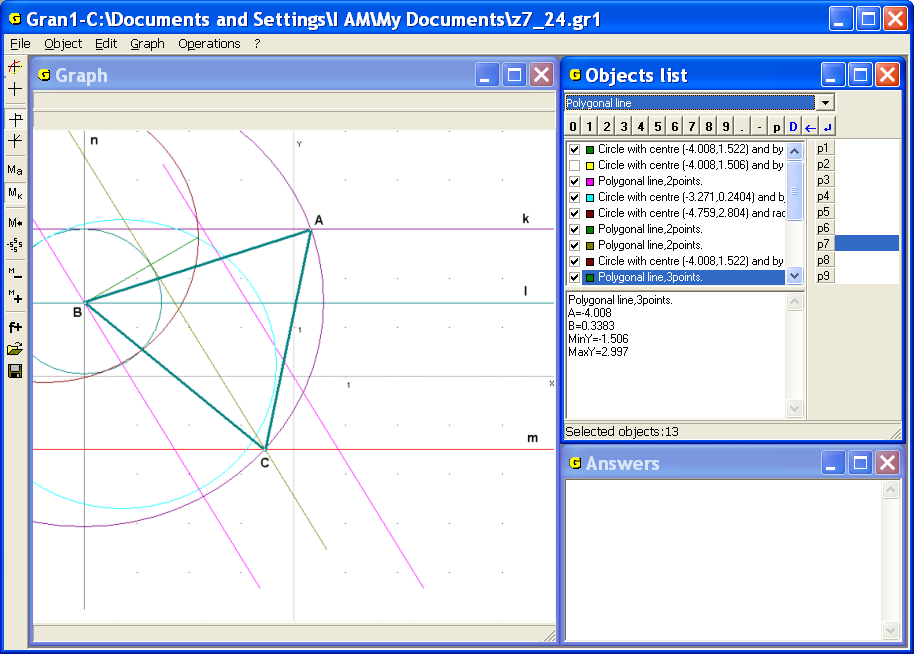 Gran1-C:\Documents and Settings\I AM\My Documents\z7_24.gr1
File Object Edit Graph Operations ?
Graph
n
Y
A
k
B
l
1
1
X
m
C
Ma
Mк
M*
M
M+
f+
Objects list
Polygonal line
0 1 2 3 4 5 6 7 8 9 . - p D ← ↵
Circle with centre (-4.008,1.522) and by
Circle with centre (-4.008,1.506) and by
Polygonal line,2points.
Circle with centre (-3.271,0.2404) and b
Circle with centre (-4.759,2.804) and rad
Polygonal line,2points.
Polygonal line,2points.
Circle with centre (-4.008,1.522) and by
Polygonal line,3points.
p1
p2
p3
p4
p5
p6
p7
p8
p9
Polygonal line,3points.
A=-4.008
B=0.3383
MinY=-1.506
MaxY=2.997
Selected objects:13
Answers